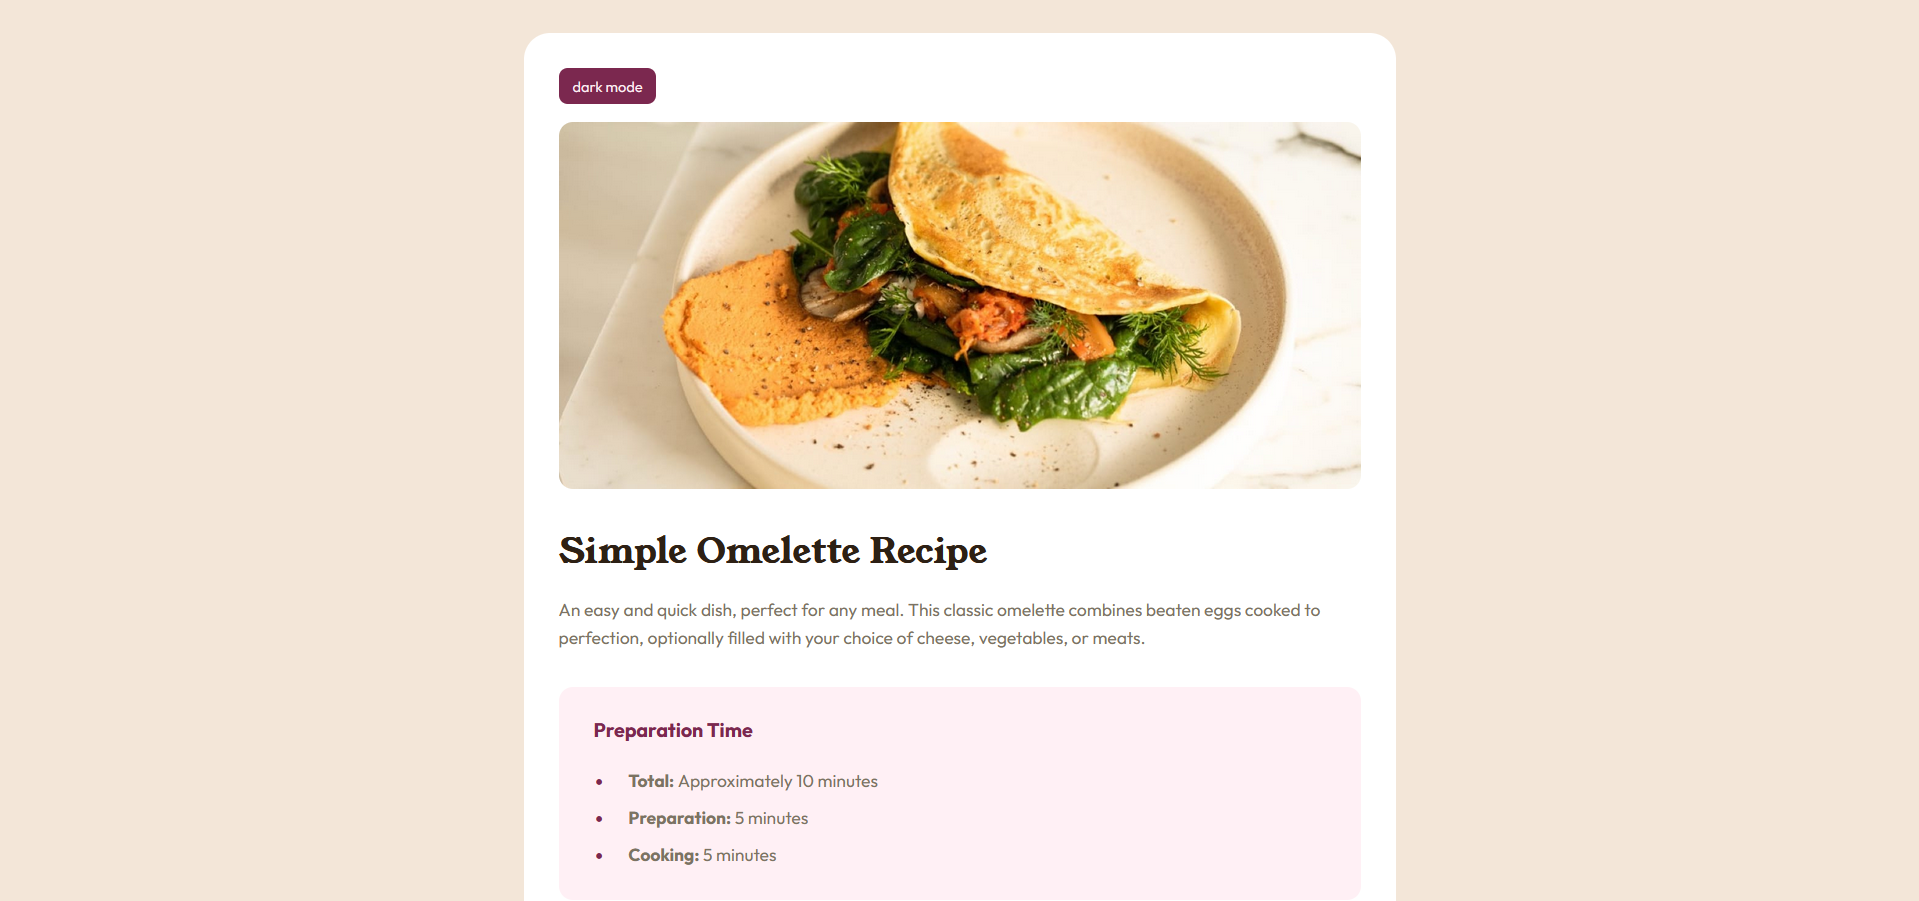 dark mode
Simple Omelette Recipe
An easy and quick dish, perfect for any meal. This classic omelette combines beaten eggs cooked to
perfection, optionally filled with your choice of cheese, vegetables, or meats.
Preparation Time
• Total: Approximately 10 minutes
• Preparation: 5 minutes
• Cooking: 5 minutes